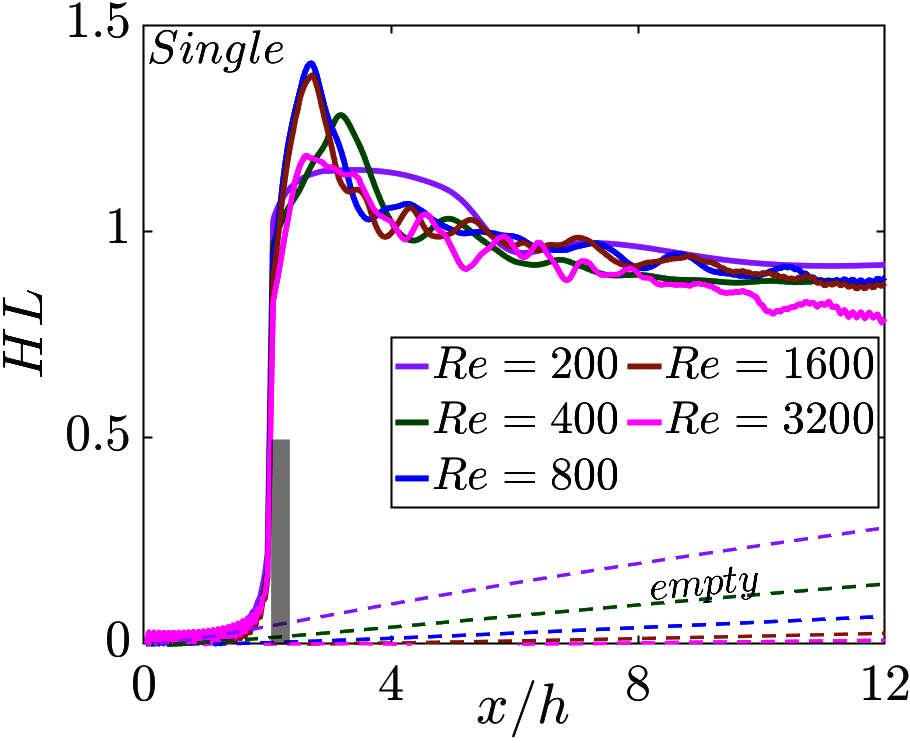 1.5
Single
1
HL
Re = 200 Re = 1600
Re = 400 Re = 3200
Re = 800
0.5
empty
0
0 4 8 12
x/h